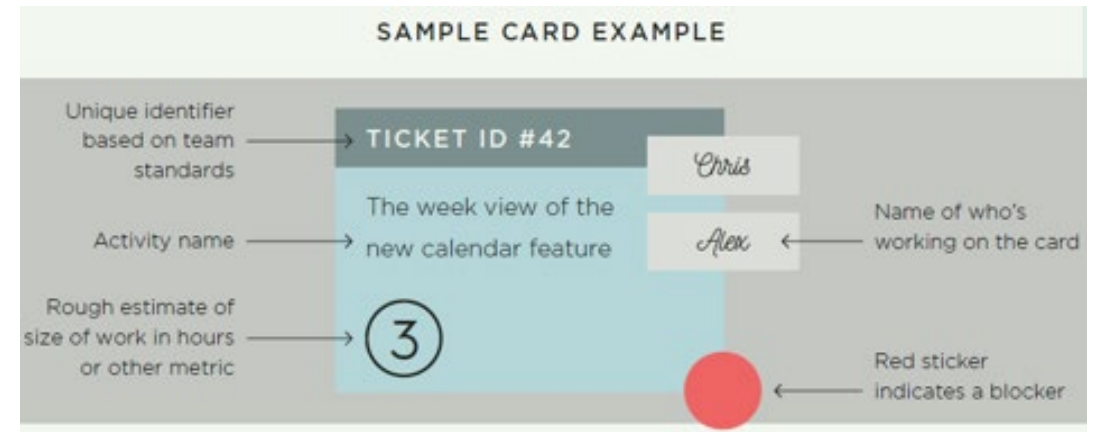 SAMPLE CARD EXAMPLE
Unique identifier
based on team
standards
TICKET ID #42
Chris
The week view of the
new calendar feature
Activity name
Alex
Name of who's
working on the card
Rough estimate of
size of work in hours
or other metric
3
Red sticker
indicates a blocker